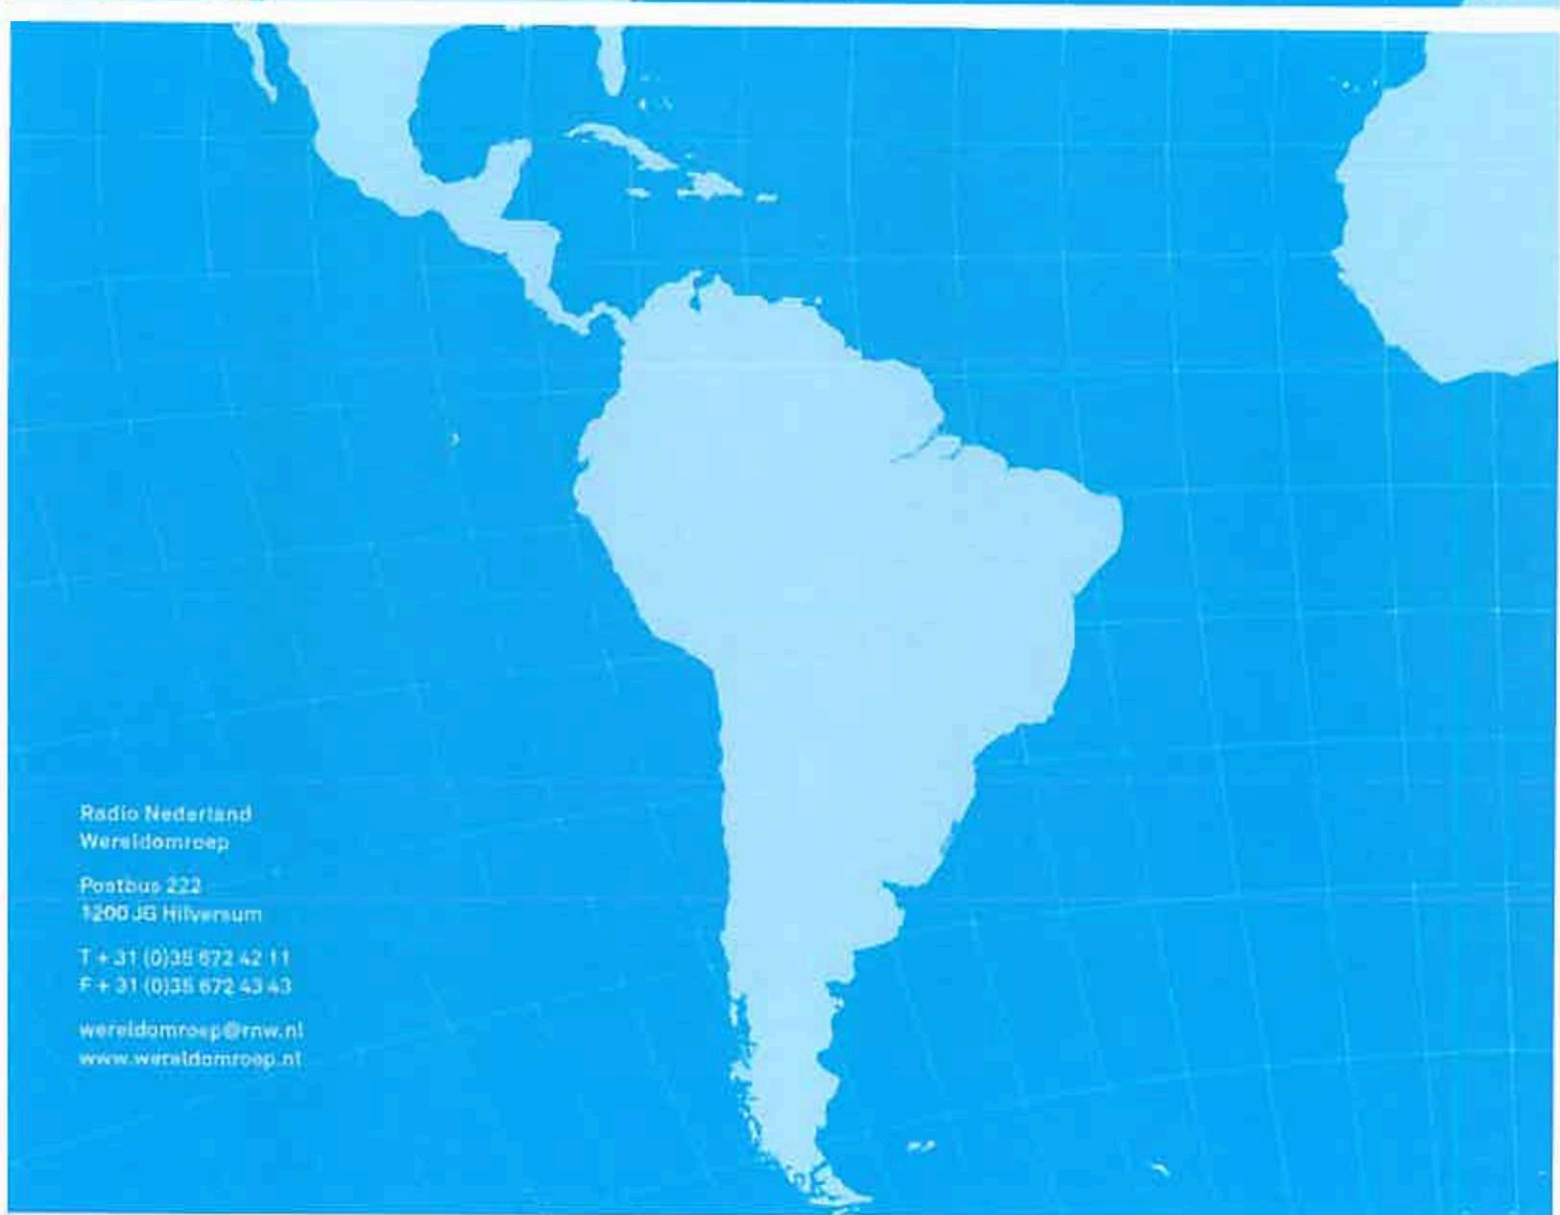 Radio Nederland
Wereldomroep
Postbus 222
1200 JG Hilversum
T + 31 (0)35 672 42 11
F + 31 (0)35 672 43 43
wereldomroep@rnw.nl
www.wereldomroep.nl